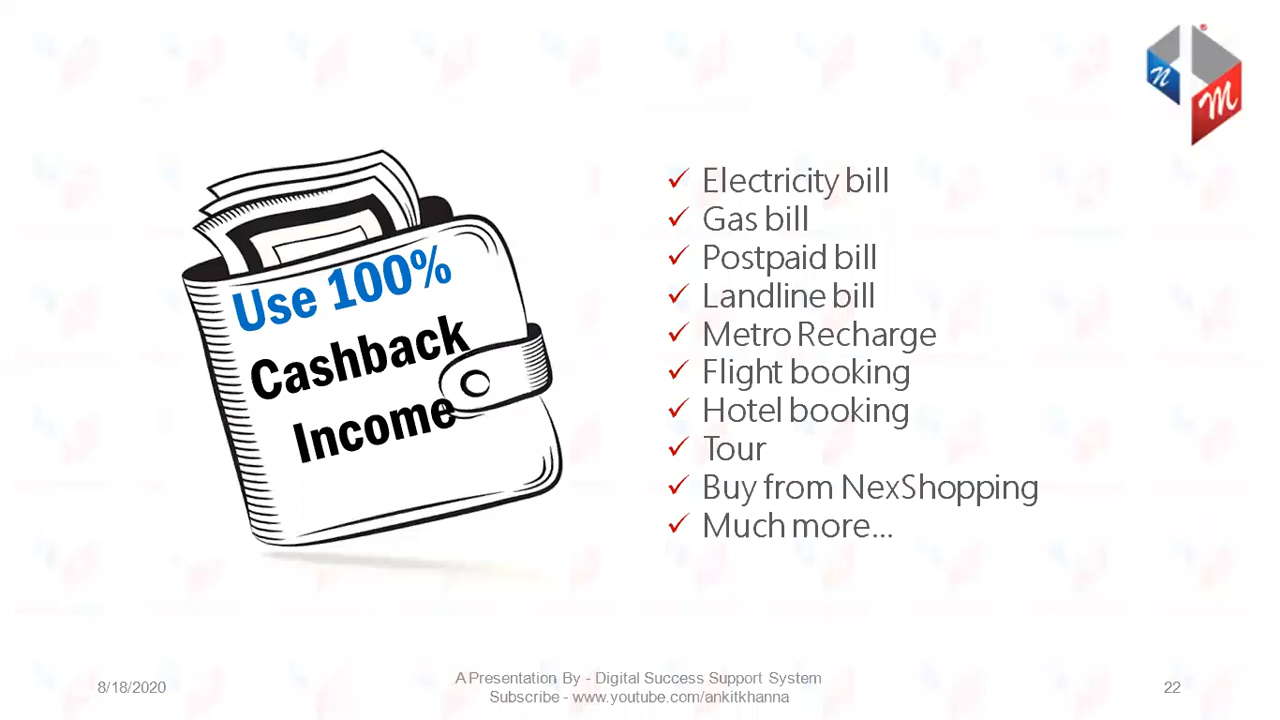 n
M
Use 100%
Cashback
Income
Electricity bill
Gas bill
Postpaid bill
Landline bill
Metro Recharge
Flight booking
Hotel booking
Tour
Buy from NexShopping
Much more...
8/18/2020
A Presentation By - Digital Success Support System
Subscribe - www.youtube.com/ankitkhanna
22